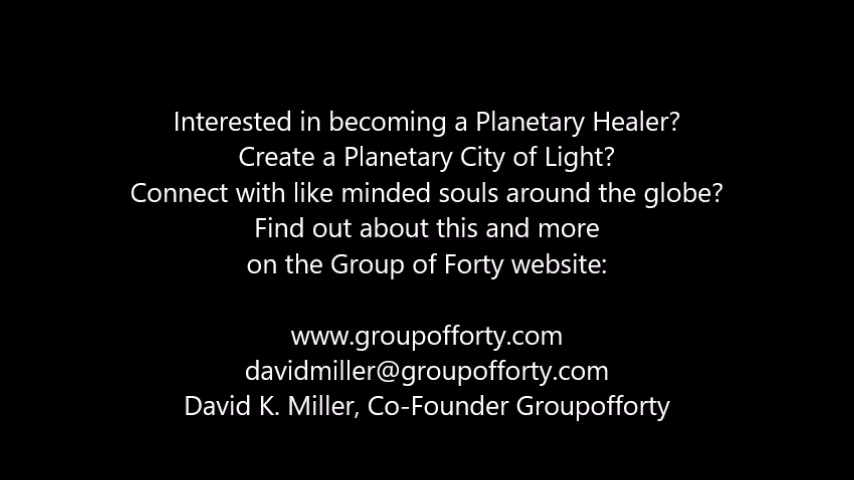 Interested in becoming a Planetary Healer?
Create a Planetary City of Light?
Connect with like minded souls around the globe?
Find out about this and more
on the Group of Forty website:
www.groupofforty.com
davidmiller@groupofforty.com
David K. Miller, Co-Founder Groupofforty